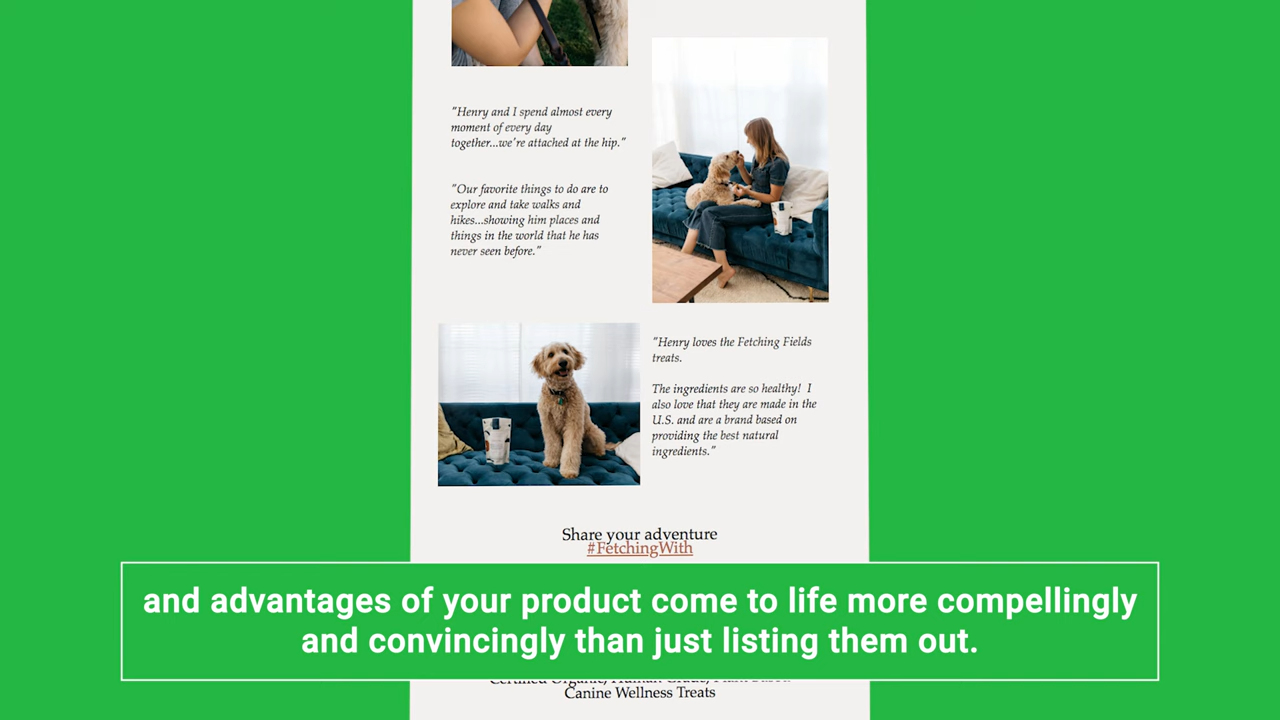 "Henry and I spend almost every
moment of every day
together...we're attached at the hip."
"Our favorite things to do are to
explore and take walks and
hikes...showing him places and
things in the world that he has
never seen before."
"Henry loves the Fetching Fields
treats.
The ingredients are so healthy! I
also love that they are made in the
U.S. and are a brand based on
providing the best natural
ingredients."
Share your adventure
#FetchingWith
and advantages of your product come to life more compellingly
and convincingly than just listing them out.
Canine Wellness Treats